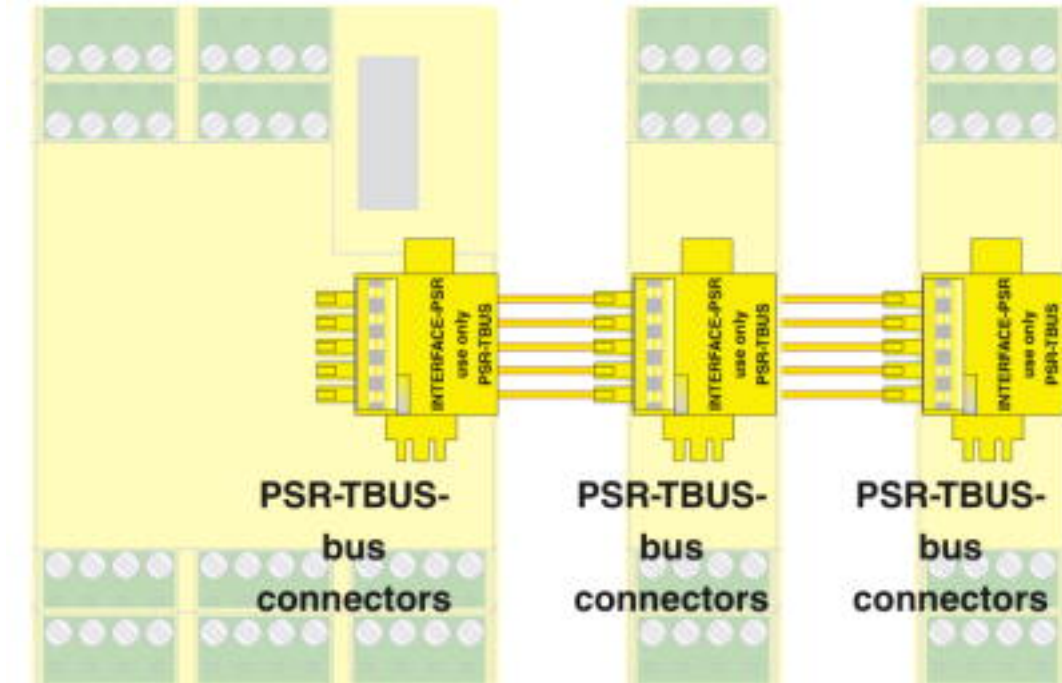 INTERFACE-PSR
use only
PSR-TBUS
INTERFACE-PSR
use only
PSR-TBUS
INTERFACE-PSR
use only
PSR-TBUS
PSR-TBUS-
bus
connectors
PSR-TBUS-
bus
connectors
PSR-TBUS-
bus
connectors